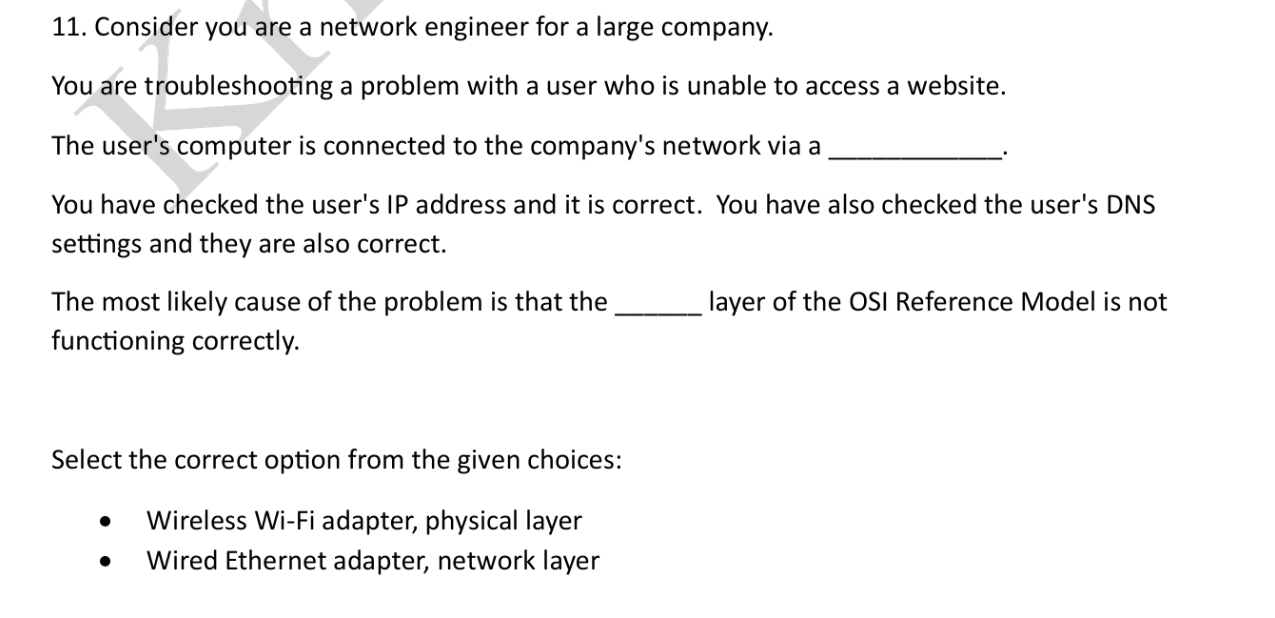 11. Consider you are a network engineer for a large company.
You are troubleshooting a problem with a user who is unable to access a website.
The user's computer is connected to the company's network via a ____________.
You have checked the user's IP address and it is correct.  You have also checked the user's DNS
settings and they are also correct.
The most likely cause of the problem is that the ______ layer of the OSI Reference Model is not
functioning correctly.
Select the correct option from the given choices:
• Wireless Wi-Fi adapter, physical layer
• Wired Ethernet adapter, network layer